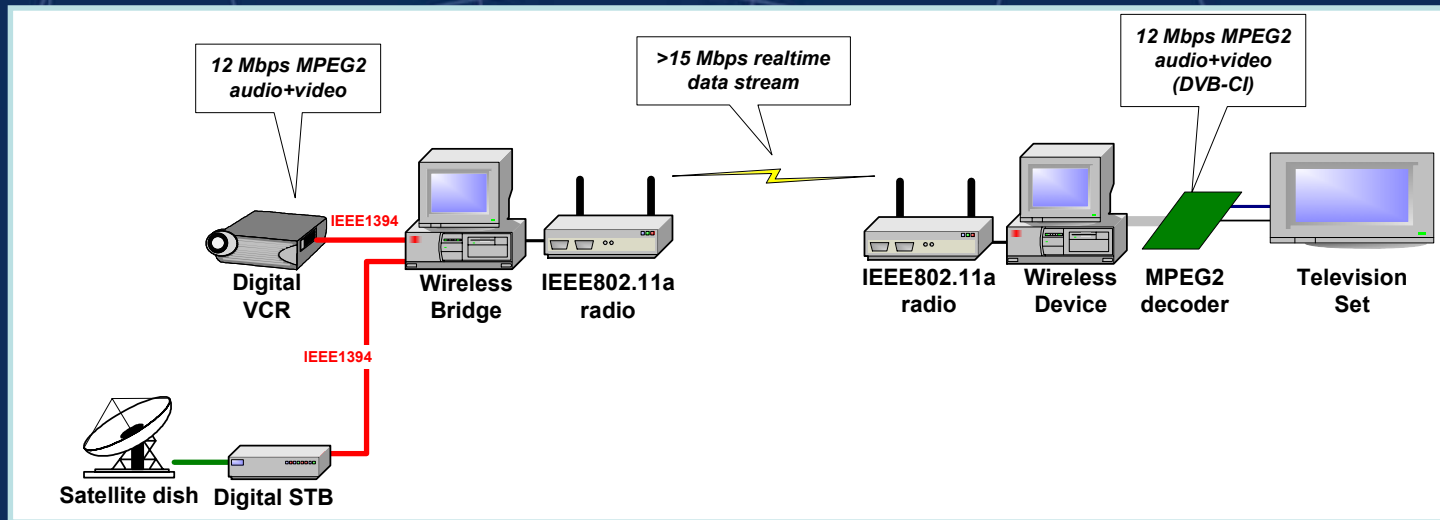 12 Mbps MPEG2
audio+video
>15 Mbps realtime
data stream
12 Mbps MPEG2
audio+video
(DVB-CI)
IEEE1394
Digital
VCR
Wireless
Bridge
IEEE802.11a
radio
IEEE802.11a
radio
Wireless
Device
MPEG2
decoder
Television
Set
IEEE1394
Satellite dish
Digital STB